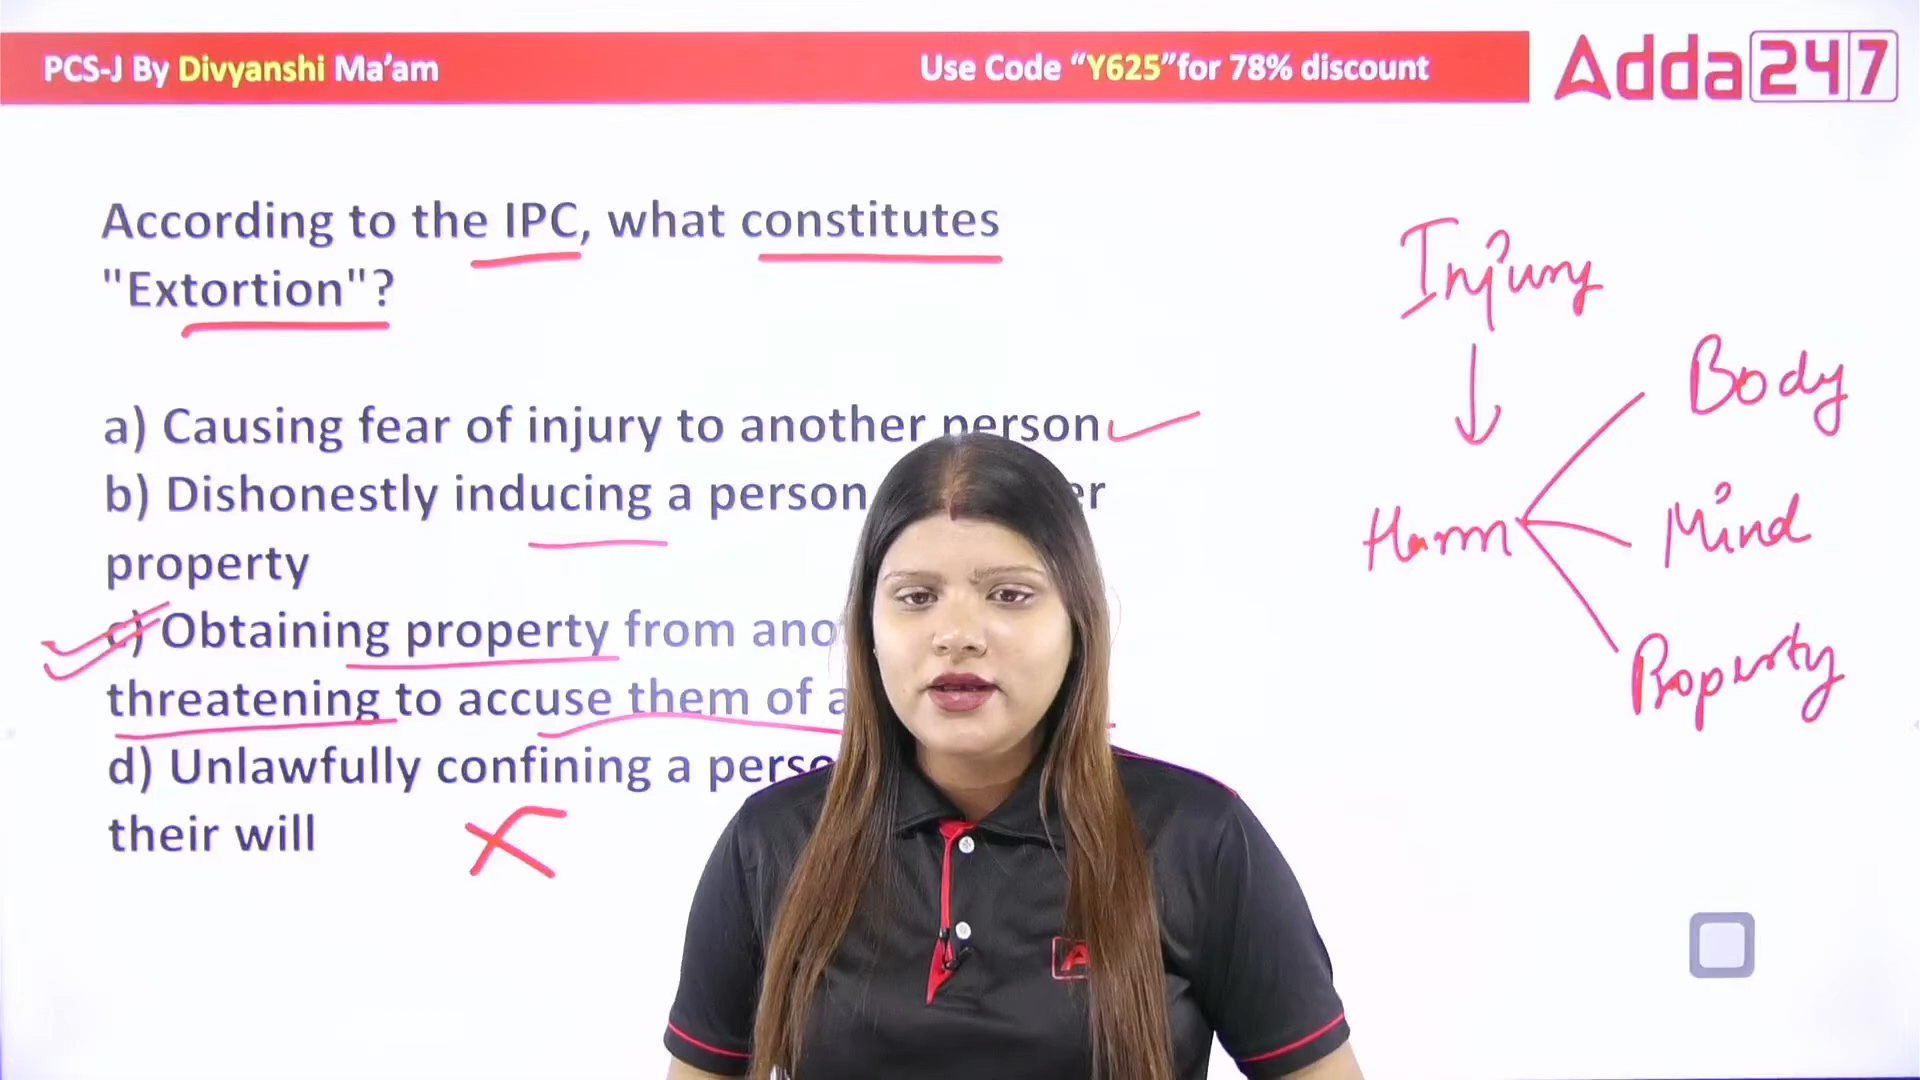 PCS-J By Divyanshi Ma’am
Use Code “Y625”for 78% discount
Adda247
According to the IPC, what constitutes
"Extortion"?
a) Causing fear of injury to another person
b) Dishonestly inducing a person
property
c) Obtaining property from
threatening to accuse them of
d) Unlawfully confining a
their will
Injury
Harm
Body
Mind
Property